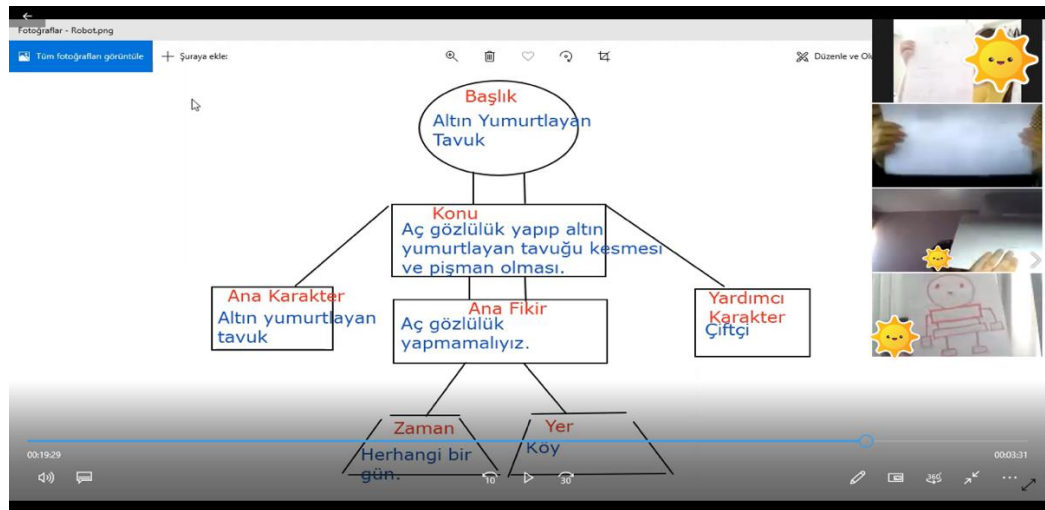 Fotoğraflar - Robot.png
Tüm fotoğrafları görüntüle
Şuraya ekle:
Düzenle ve Ol
Başlık
Altın Yumurtlayan
Tavuk
Konu
Aç gözlülük yapıp altın
yumurtlayan tavuğu kesmesi
ve pişman olması.
Ana Karakter
Altın yumurtlayan
tavuk
Ana Fikir
Aç gözlülük
yapmamalıyız.
Yardımcı
Karakter
Çiftçi
Zaman
Herhangi bir
gün.
Yer
Köy
00:19:29
00:03:31
10
30
360